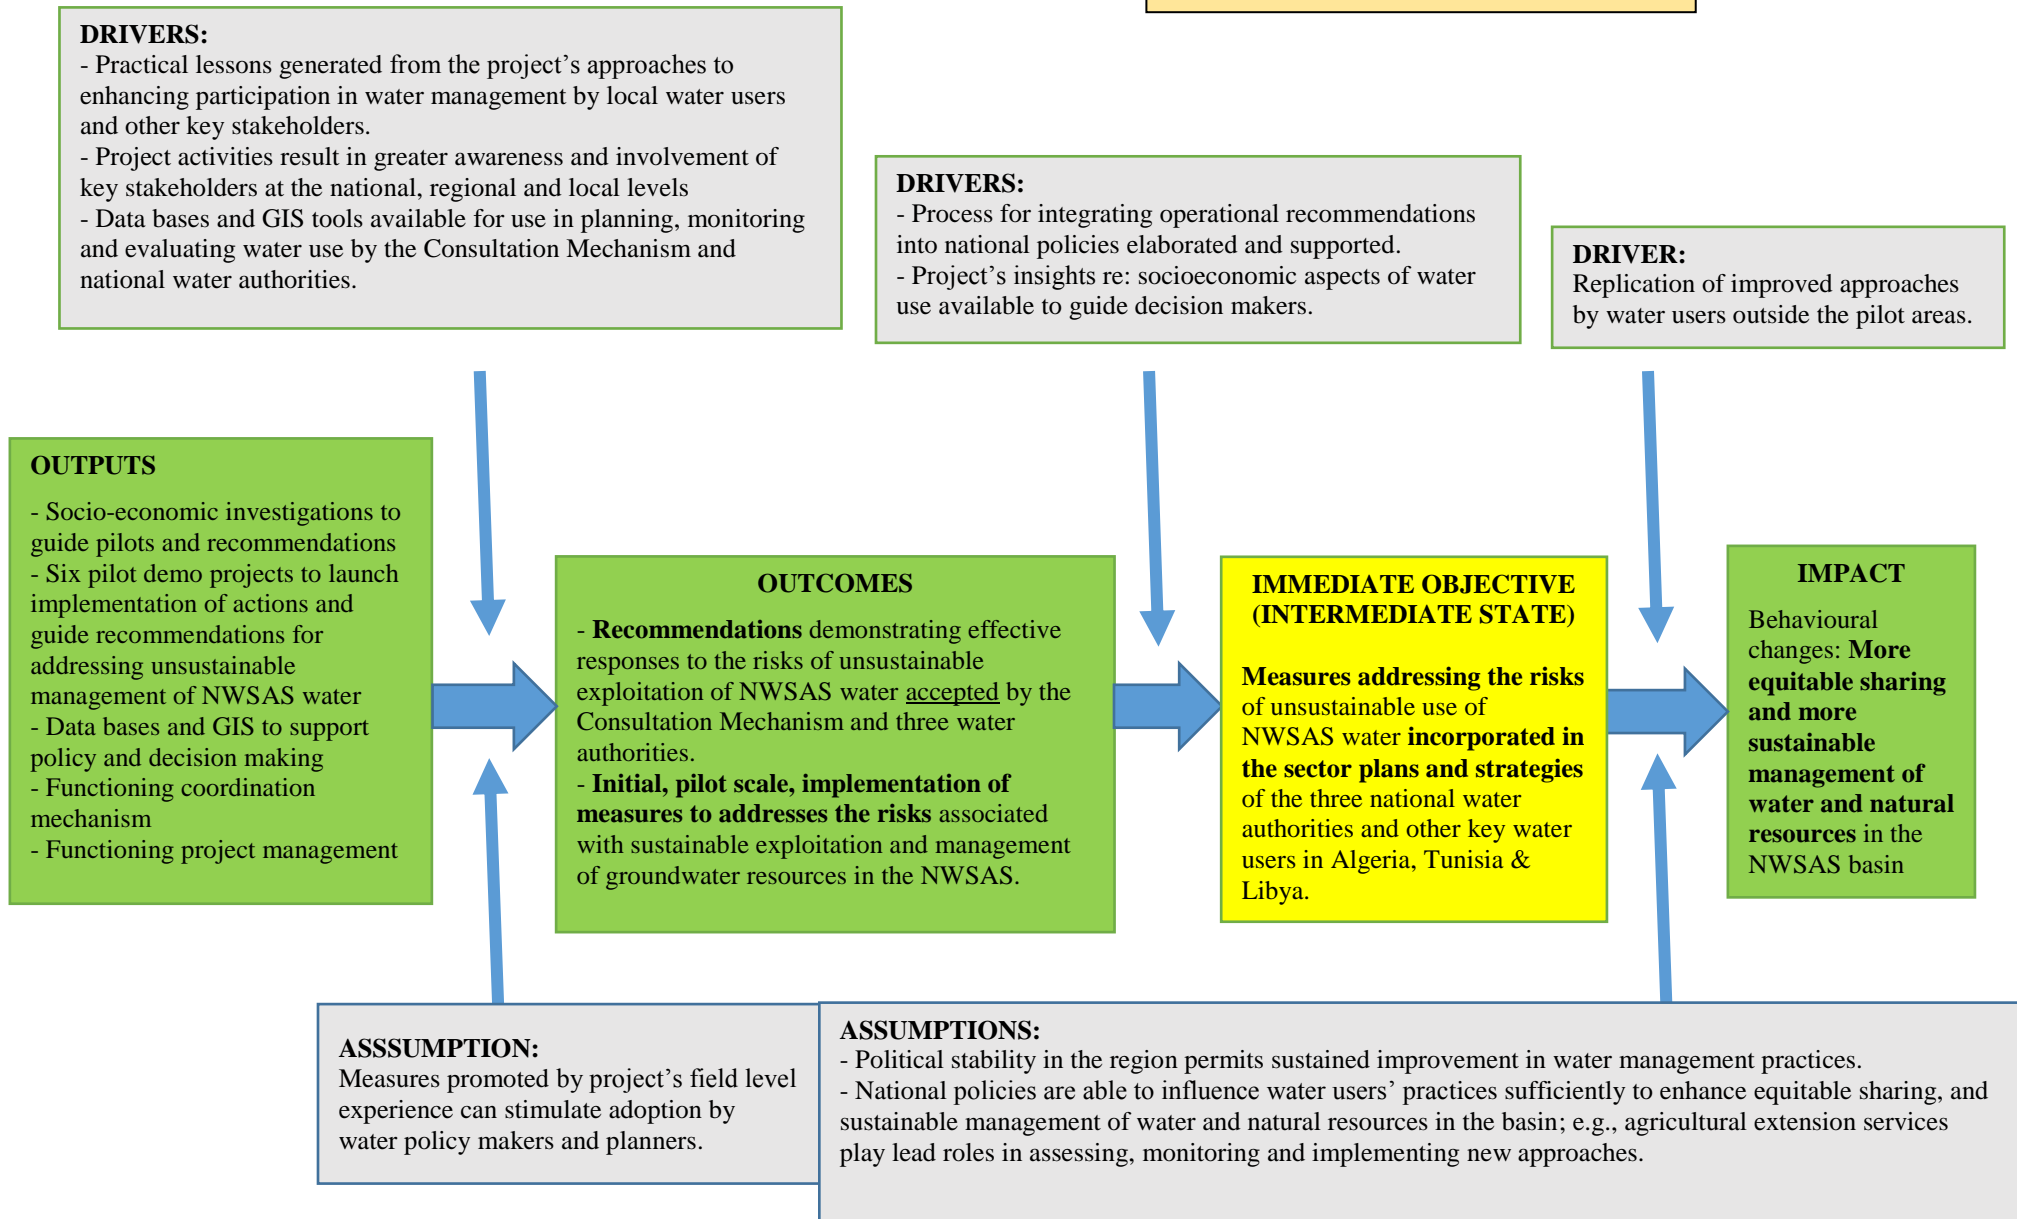 DRIVERS:
- Practical lessons generated from the project’s approaches to
enhancing participation in water management by local water users
and other key stakeholders.
- Project activities result in greater awareness and involvement of
key stakeholders at the national, regional and local levels
- Data bases and GIS tools available for use in planning, monitoring
and evaluating water use by the Consultation Mechanism and
national water authorities.
DRIVERS:
- Process for integrating operational recommendations
into national policies elaborated and supported.
- Project’s insights re: socioeconomic aspects of water
use available to guide decision makers.
DRIVER:
Replication of improved approaches
by water users outside the pilot areas.
OUTPUTS
- Socio-economic investigations to
guide pilots and recommendations
- Six pilot demo projects to launch
implementation of actions and
guide recommendations for
addressing unsustainable
management of NWSAS water
- Data bases and GIS to support
policy and decision making
- Functioning coordination
mechanism
- Functioning project management
OUTCOMES
- Recommendations demonstrating effective
responses to the risks of unsustainable
exploitation of NWSAS water accepted by the
Consultation Mechanism and three water
authorities.
- Initial, pilot scale, implementation of
measures to addresses the risks associated
with sustainable exploitation and management
of groundwater resources in the NWSAS.
IMMEDIATE OBJECTIVE
(INTERMEDIATE STATE)
Measures addressing the risks
of unsustainable use of
NWSAS water incorporated in
the sector plans and strategies
of the three national water
authorities and other key water
users in Algeria, Tunisia &
Libya.
IMPACT
Behavioural
changes: More
equitable sharing
and more
sustainable
management of
water and natural
resources in the
NWSAS basin
ASSSUMPTION:
Measures promoted by project’s field level
experience can stimulate adoption by
water policy makers and planners.
ASSUMPTIONS:
- Political stability in the region permits sustained improvement in water management practices.
- National policies are able to influence water users’ practices sufficiently to enhance equitable sharing, and
sustainable management of water and natural resources in the basin; e.g., agricultural extension services
play lead roles in assessing, monitoring and implementing new approaches.